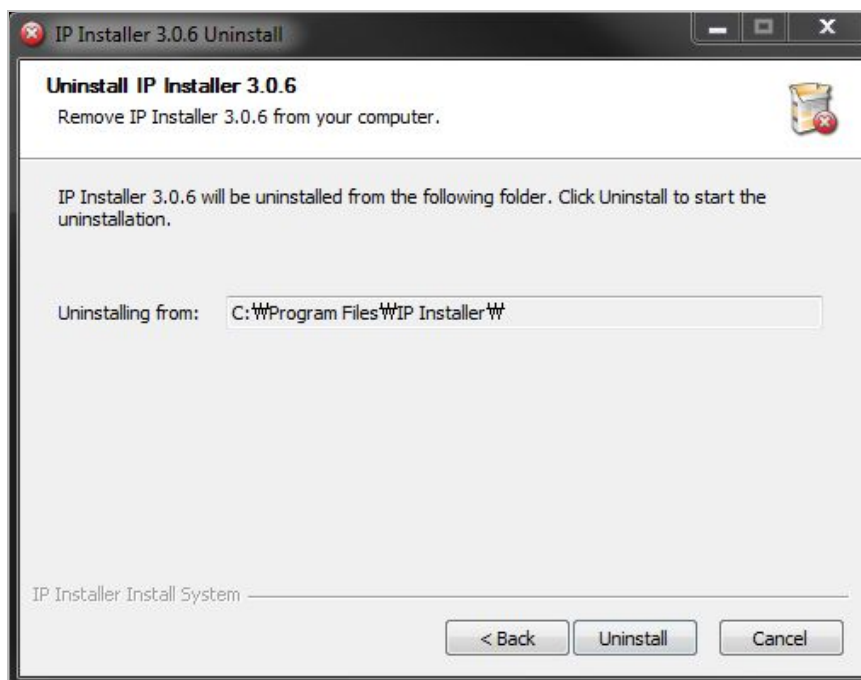 IP Installer 3.0.6 Uninstall
Uninstall IP Installer 3.0.6
Remove IP Installer 3.0.6 from your computer.
IP Installer 3.0.6 will be uninstalled from the following folder. Click Uninstall to start the
uninstallation.
Uninstalling from: C:₩Program Files₩IP Installer₩
IP Installer Install System
< Back Uninstall Cancel